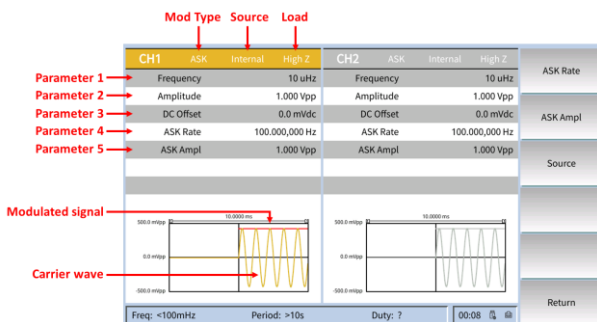 Mod Type Source Load
CH1 ASK Internal High Z CH2 ASK Internal High Z
ASK Rate
Parameter 1 Frequency 10 uHz Frequency 10 uHz
Parameter 2 Amplitude 1.000 Vpp Amplitude 1.000 Vpp
Parameter 3 DC Offset 0.0 mVdc DC Offset 0.0 mVdc
ASK Ampl
Parameter 4 ASK Rate 100.000,000 Hz ASK Rate 100.000,000 Hz
Parameter 5 ASK Ampl 1.000 Vpp ASK Ampl 1.000 Vpp
Source
Modulated signal
10.0000 ms 10.0000 ms
500.0 mVpp 500.0 mVpp
0.0 mVpp 0.0 mVpp
Carrier wave
-500.0 mVpp -500.0 mVpp
Return
Freq: <100mHz Period: >10s Duty: ? 00:08